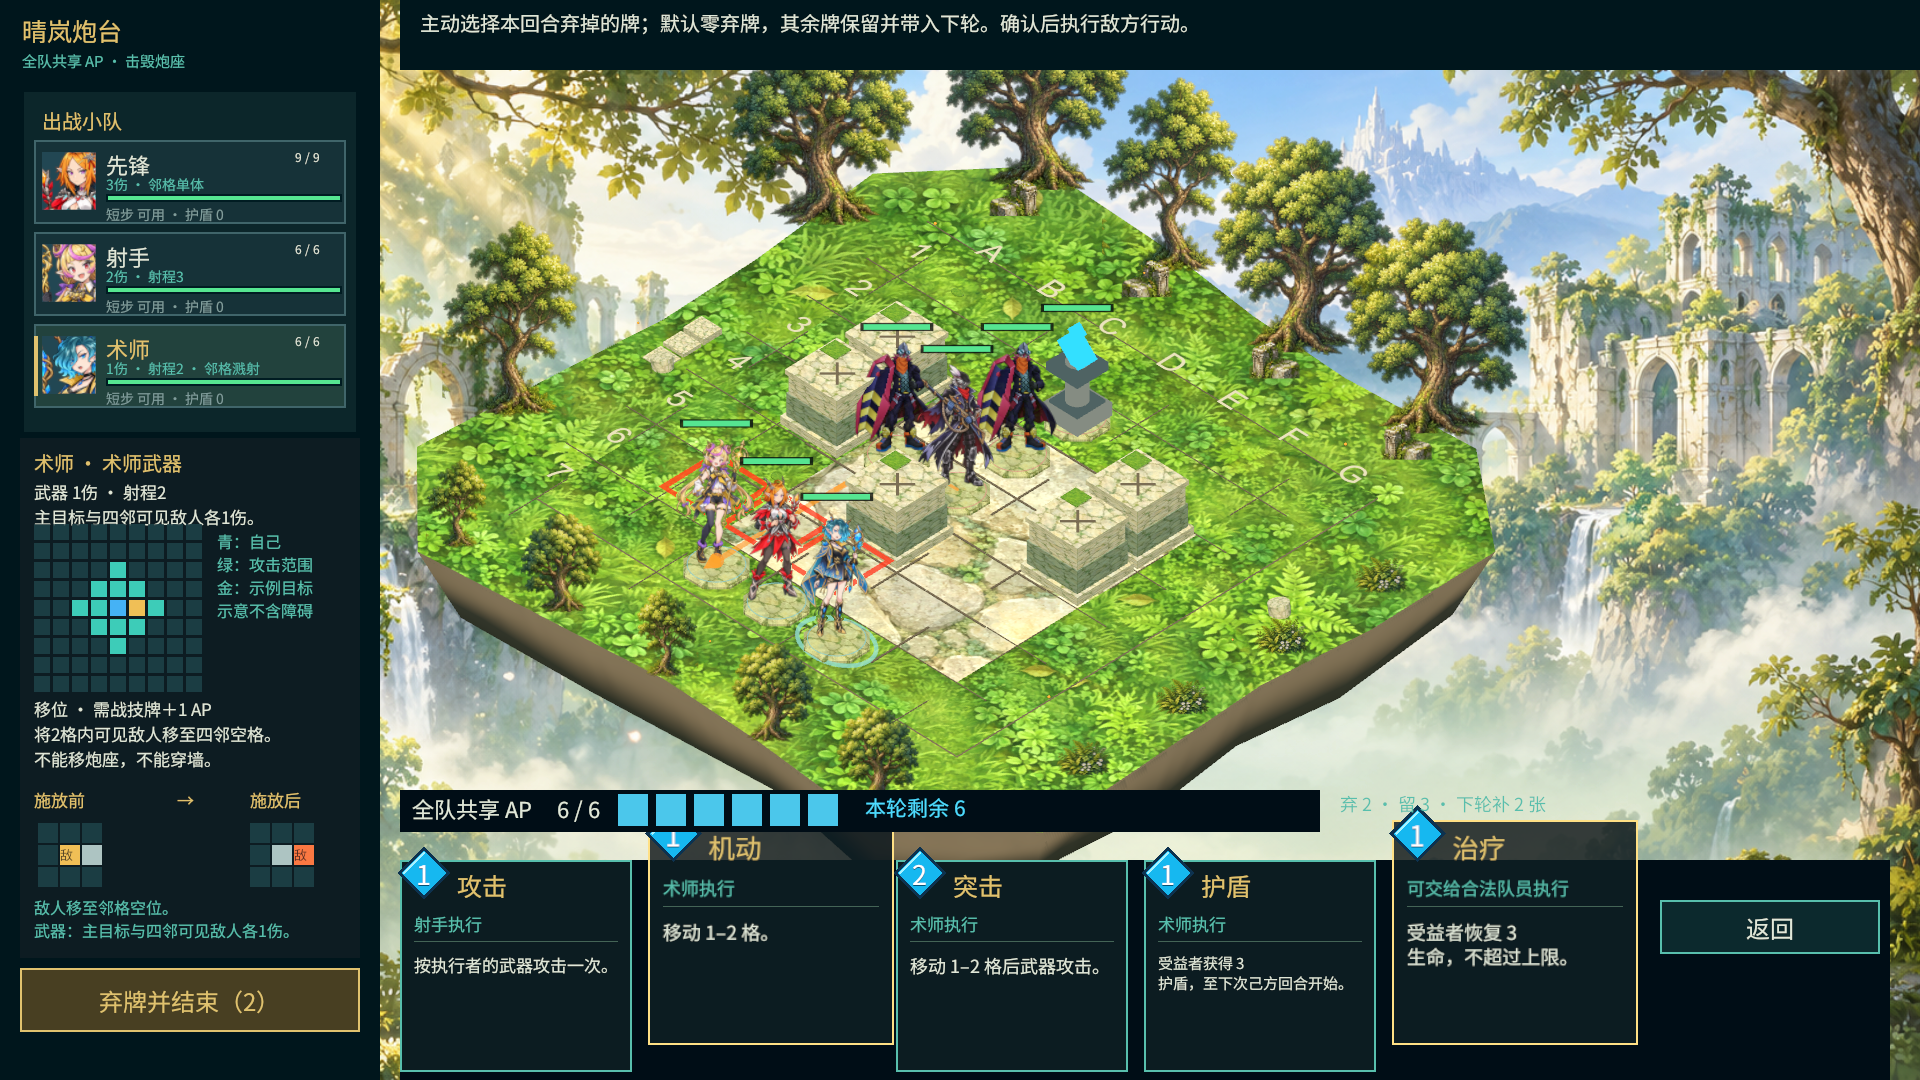 晴岚炮台
全队共享 AP · 击毁炮座
主动选择本回合弃掉的牌；默认零弃牌，其余牌保留并带入下轮。确认后执行敌方行动。
出战小队
先锋
9 / 9
3伤 · 邻格单体
短步 可用 · 护盾 0
射手
6 / 6
2伤 · 射程3
短步 可用 · 护盾 0
术师
6 / 6
1伤 · 射程2 · 邻格溅射
短步 可用 · 护盾 0
术师 · 术师武器
武器 1伤 · 射程2
主目标与四邻可见敌人各1伤。
青：自己
绿：攻击范围
金：示例目标
示意不含障碍
移位 · 需战技牌＋1 AP
将2格内可见敌人移至四邻空格。
不能移炮座，不能穿墙。
施放前 → 施放后
敌
敌
敌人移至邻格空位。
武器：主目标与四邻可见敌人各1伤。
弃牌并结束（2）
1
2
3
4
5
6
7
A
B
C
D
E
F
G
全队共享 AP 6 / 6
本轮剩余 6
弃 2 · 留 3 · 下轮补 2 张
1
攻击
射手执行
按执行者的武器攻击一次。
1
机动
术师执行
移动 1–2 格。
2
突击
术师执行
移动 1–2 格后武器攻击。
1
护盾
术师执行
受益者获得 3
护盾，至下次己方回合开始。
1
治疗
可交给合法队员执行
受益者恢复 3
生命，不超过上限。
返回